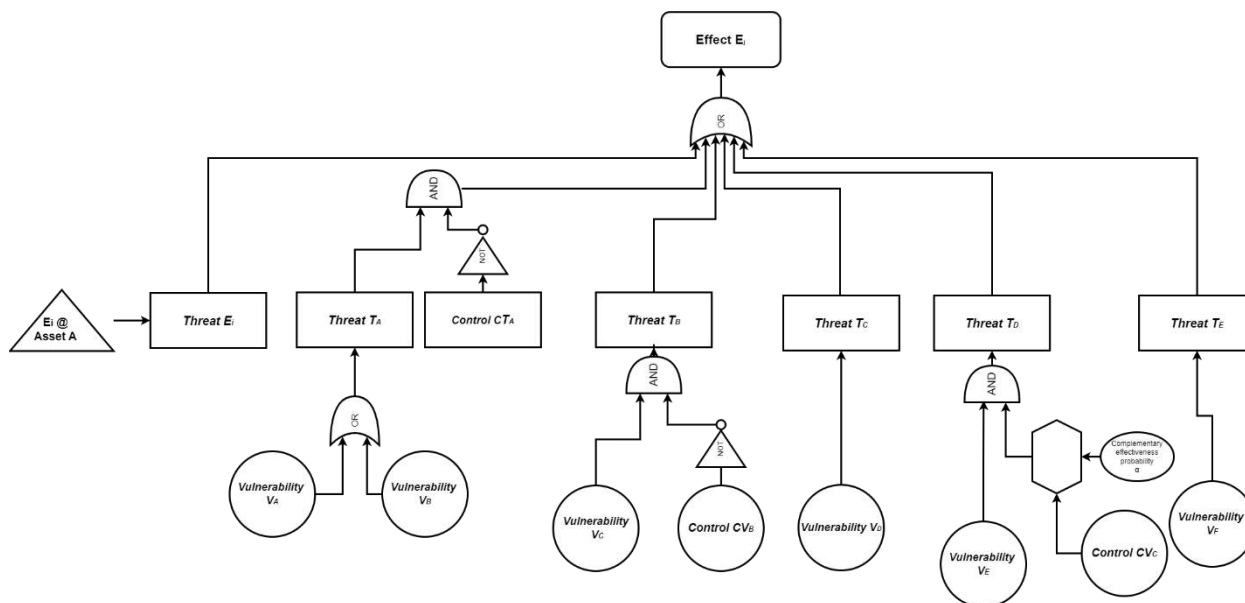 Effect Ei
OR
AND
NOT
Ei @
Asset A
Threat Ei
Threat TA
Control CTA
Threat TB
Threat TC
Threat TD
Threat TE
OR
AND
NOT
AND
Complementary
effectiveness
probability
α
Vulnerability
VA
Vulnerability
VB
Vulnerability
VC
Control CVB
Vulnerability VD
Vulnerability
VE
Control CVC
Vulnerability
VF